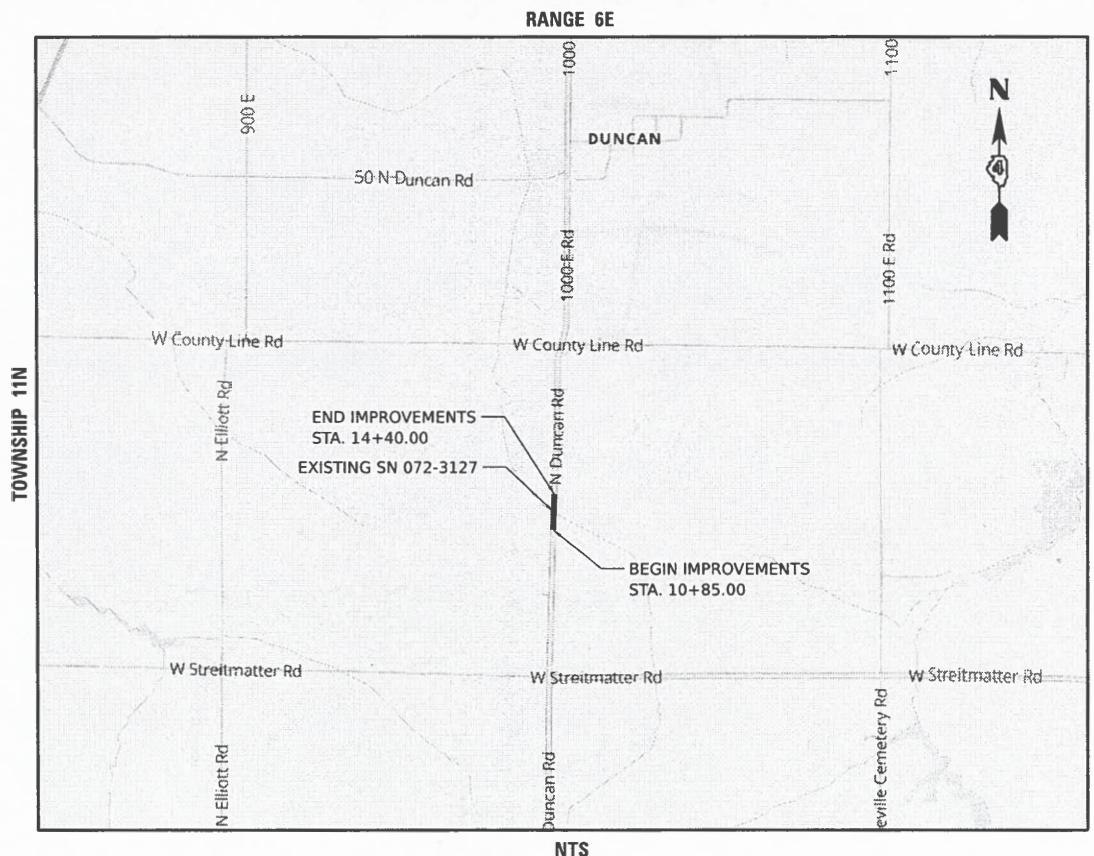 RANGE 6E
1000
1100
900 E
N
4
DUNCAN
50 N Duncan Rd
1000 E Rd
1100 E Rd
W County Line Rd
W County Line Rd
W County Line Rd
TOWNSHIP 11N
N Elliott Rd
N Duncan Rd
END IMPROVEMENTS
STA. 14+40.00
EXISTING SN 072-3127
BEGIN IMPROVEMENTS
STA. 10+85.00
W Streitmatter Rd
W Streitmatter Rd
W Streitmatter Rd
N Elliott Rd
Duncan Rd
eville Cemetery Rd
NTS